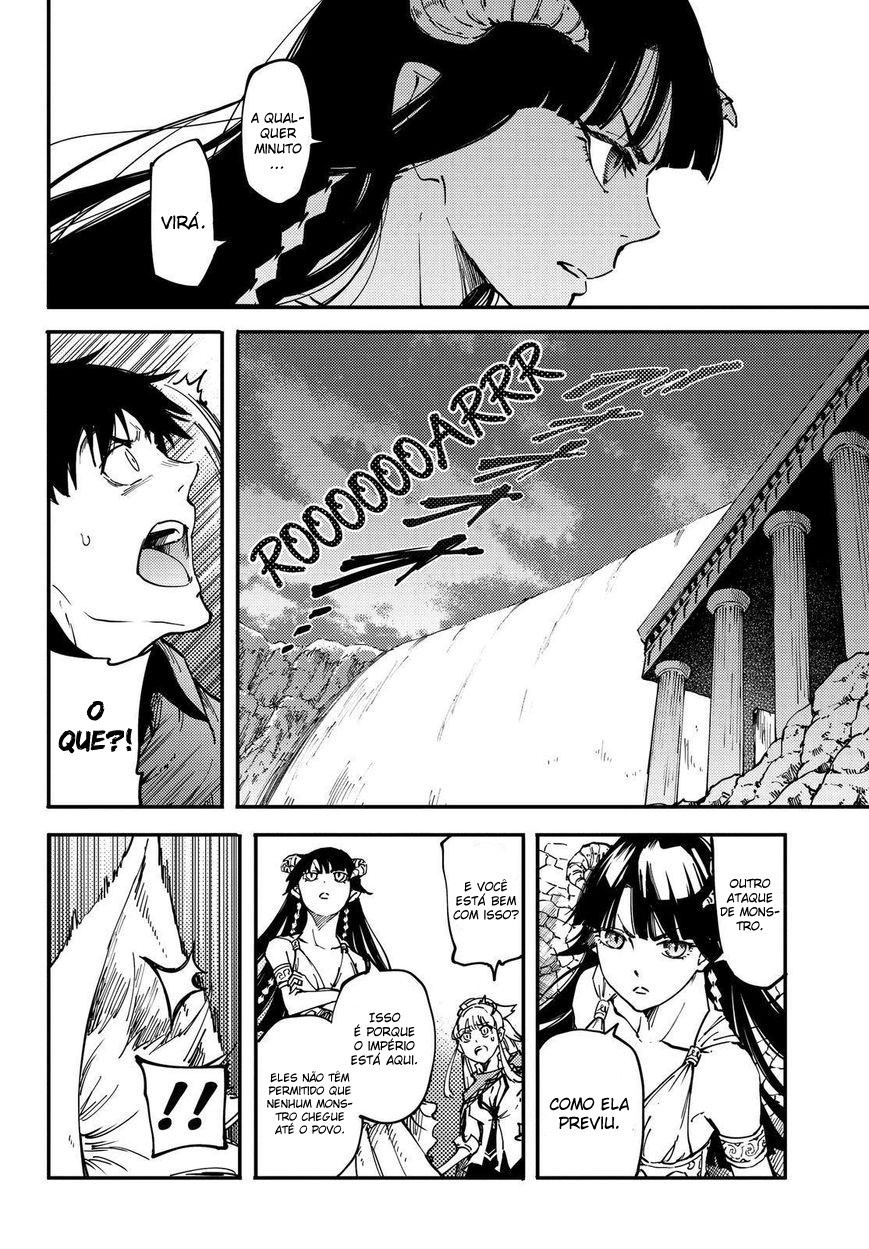 A QUAL-
QUER
MINUTO
...
VIRÁ.
ROOOOOOARRR
O
QUE?!
OUTRO
ATAQUE
DE MONS-
TRO.
COMO ELA
PREVIU.
E VOCÊ
ESTÁ BEM
COM ISSO?
ISSO
É PORQUE
O IMPÉRIO
ESTÁ AQUI.
ELES NÃO TÊM
PERMITIDO QUE
NENHUM MONS-
TRO CHEGUE
ATÉ O POVO.
!!